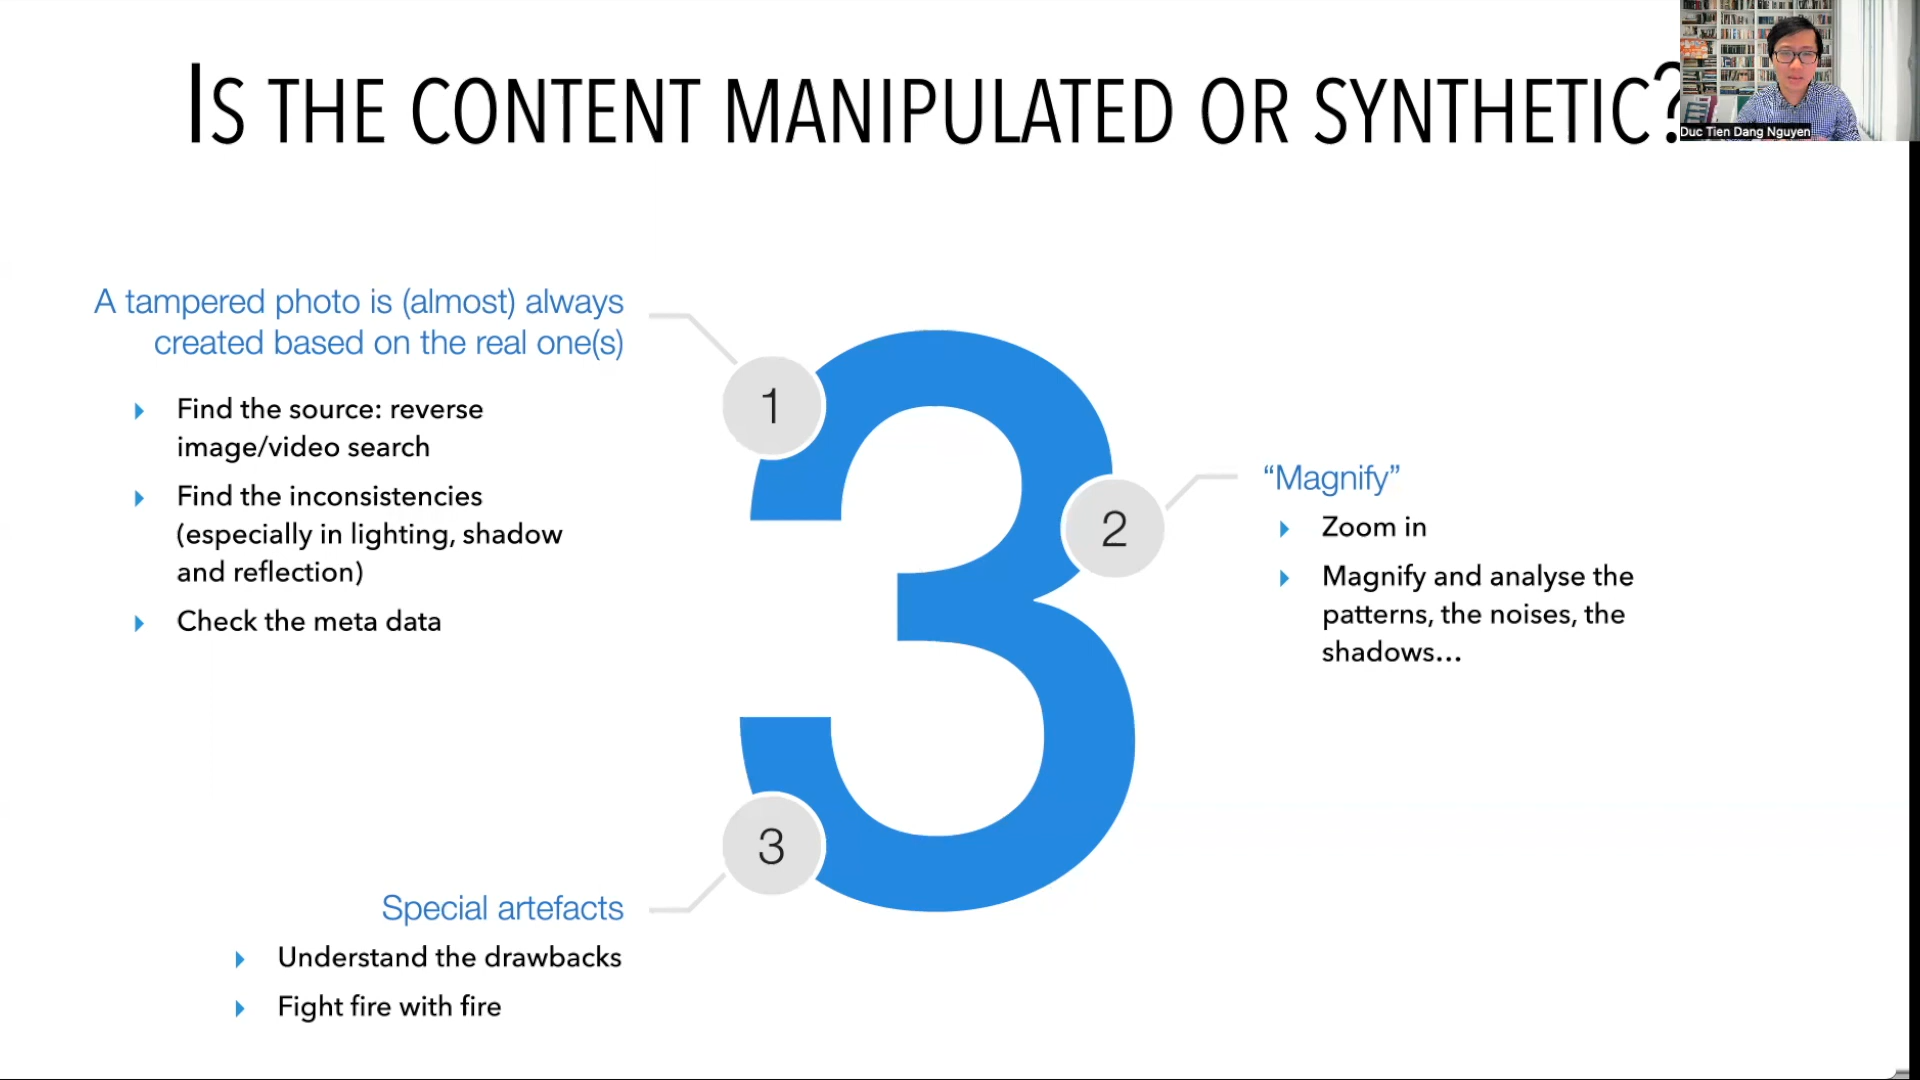 IS THE CONTENT MANIPULATED OR SYNTHETIC?
Duc Tien Dang Nguyen
A tampered photo is (almost) always
created based on the real one(s)
Find the source: reverse
image/video search
Find the inconsistencies
(especially in lighting, shadow
and reflection)
Check the meta data
1
2
“Magnify”
Zoom in
Magnify and analyse the
patterns, the noises, the
shadows...
3
Special artefacts
Understand the drawbacks
Fight fire with fire